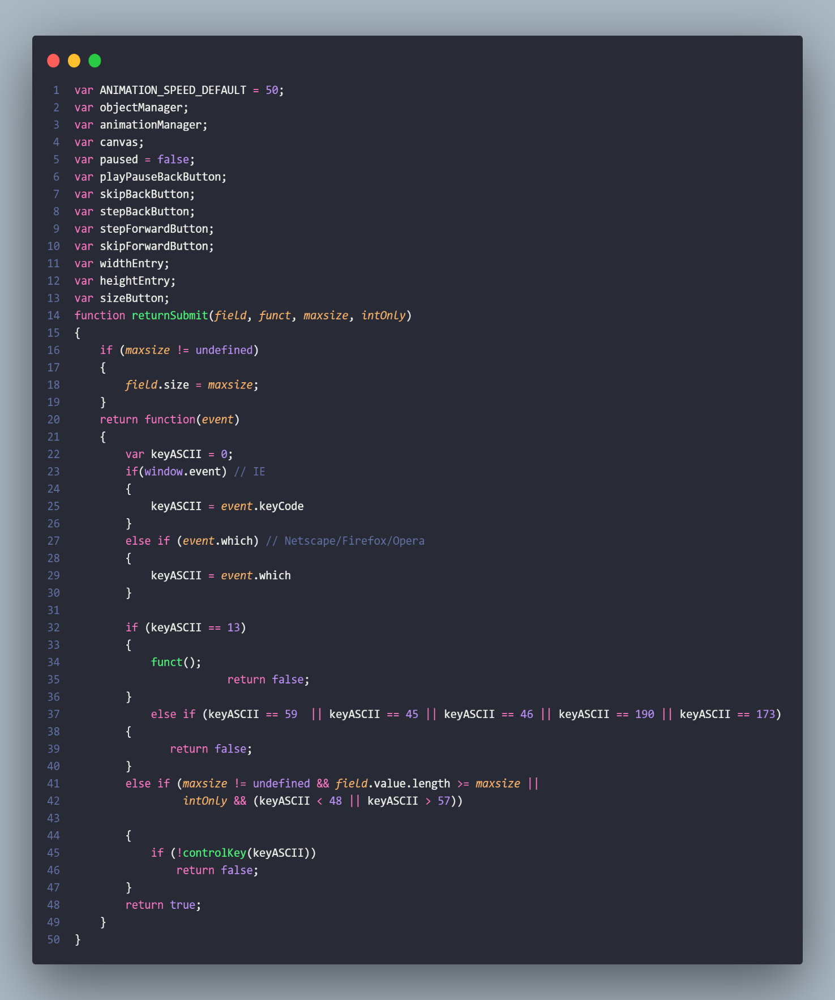 1 var ANIMATION_SPEED_DEFAULT = 50;
2 var objectManager;
3 var animationManager;
4 var canvas;
5 var paused = false;
6 var playPauseBackButton;
7 var skipBackButton;
8 var stepBackButton;
9 var stepForwardButton;
10 var skipForwardButton;
11 var widthEntry;
12 var heightEntry;
13 var sizeButton;
14 function returnSubmit(field, funct, maxsize, intOnly)
15 {
16     if (maxsize != undefined)
17     {
18         field.size = maxsize;
19     }
20     return function(event)
21     {
22         var keyASCII = 0;
23         if(window.event) // IE
24         {
25             keyASCII = event.keyCode
26         }
27         else if (event.which) // Netscape/Firefox/Opera
28         {
29             keyASCII = event.which
30         }
31
32         if (keyASCII == 13)
33         {
34             funct();
35                         return false;
36         }
37             else if (keyASCII == 59  || keyASCII == 45 || keyASCII == 46 || keyASCII == 190 || keyASCII == 173)
38         {
39                return false;
40         }
41         else if (maxsize != undefined && field.value.length >= maxsize ||
42                  intOnly && (keyASCII < 48 || keyASCII > 57))
43
44         {
45             if (!controlKey(keyASCII))
46                 return false;
47         }
48         return true;
49     }
50 }